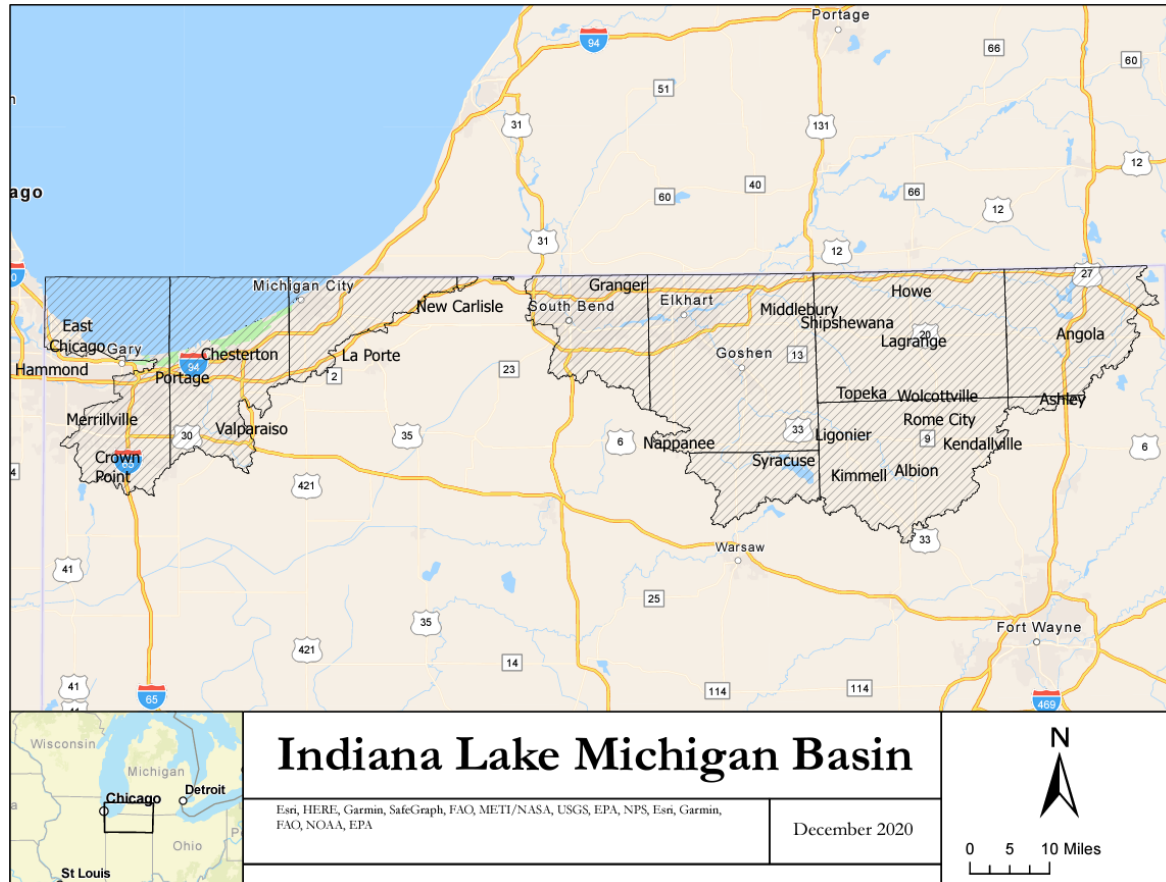 Portage
94
66
60
51
31
131
12
ago
40
60
66
12
31
12
27
Michigan City
Granger
Howe
New Carlisle
South Bend
Elkhart
Middlebury
Shipshewana
East
Chicago
Gary
20
Lagrange
Angola
Chesterton
La Porte
Goshen
13
Hammond
94
Portage
2
23
Topeka
Wolcottville
Ashley
Merrillville
Valparaiso
30
35
6
Nappanee
33
Ligonier
Rome City
9
Kendallville
6
Crown
Point
65
Syracuse
Kimmell
Albion
421
4
33
Warsaw
41
25
35
Fort Wayne
421
14
41
65
114
114
469
Wisconsin
Michigan
Chicago
Detroit
Ohio
St Louis
Indiana Lake Michigan Basin
Esri, HERE, Garmin, SafeGraph, FAO, METI/NASA, USGS, EPA, NPS, Esri, Garmin,
FAO, NOAA, EPA
December 2020
N
0 5 10 Miles